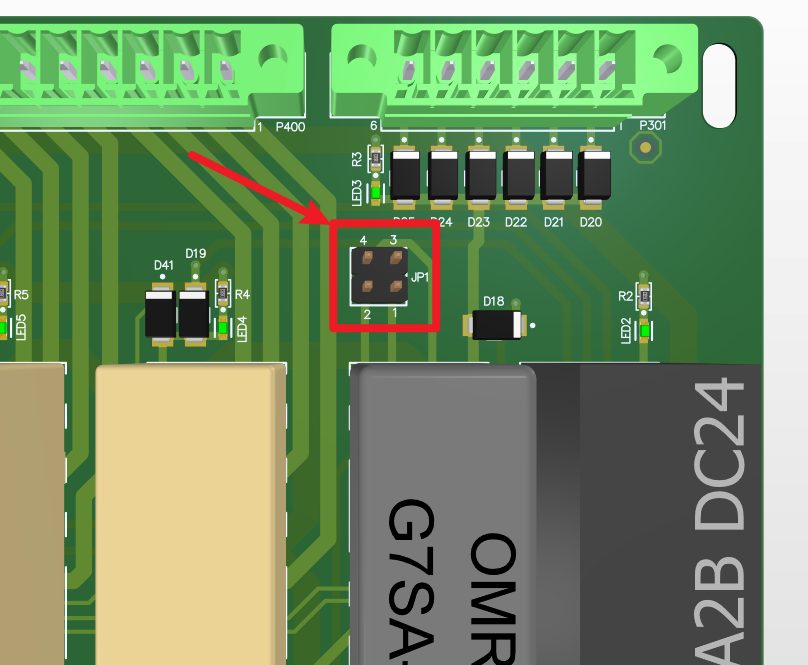 1 P400
6
1 P301
R3
LED3
D24 D23 D22 D21 D20
4 3
JP1
2 1
D41
D19
R5
LED5
R4
LED4
D18
R2
LED2
G7SA-
OMR
A2B DC24